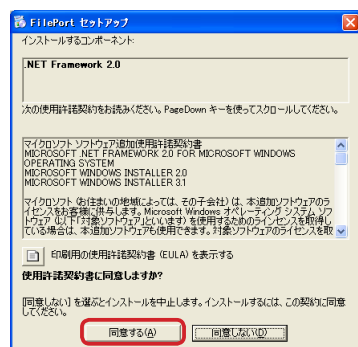 FilePort セットアップ
インストールするコンポーネント:
.NET Framework 2.0
次の使用許諾契約をお読みください。PageDown キーを使ってスクロールしてください。
マイクロソフト ソフトウェア追加使用許諾契約書
MICROSOFT .NET FRAMEWORK 2.0 FOR MICROSOFT WINDOWS
OPERATING SYSTEM
MICROSOFT WINDOWS INSTALLER 2.0
MICROSOFT WINDOWS INSTALLER 3.1
マイクロソフト (お住まいの地域によっては、その子会社) は、本追加ソフトウェアのラ
イセンスをお客様に供与します。Microsoft Windows オペレーティング システム ソフ
トウェア (以下「対象ソフトウェア」といいます) を使用するためのライセンスを取得し
ている場合は、本追加ソフトウェアも使用できます。対象ソフトウェアのライセンスを取
印刷用の使用許諾契約書 (EULA) を表示する
使用許諾契約書に同意しますか?
[同意しない] を選ぶとインストールを中止します。インストールするには、この契約に同意
してください。
同意する(A)
同意しない(D)